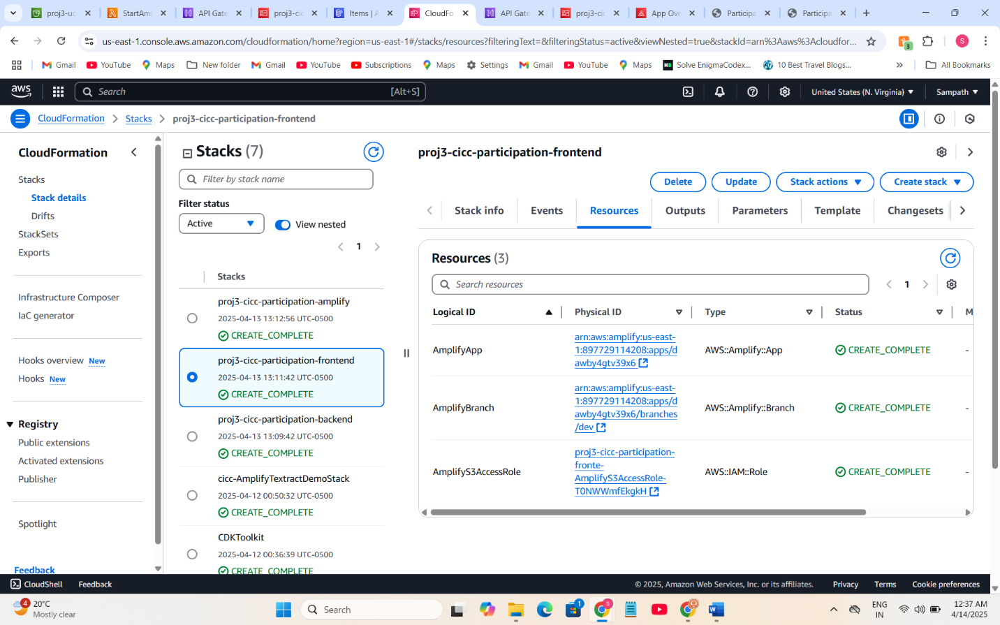 proj3-uc
StartAmp
API Gate
proj3-cic
Items | A
CloudFo
API Gate
proj3-cic
App Ove
Participa
Participa
us-east-1.console.aws.amazon.com/cloudformation/home?region=us-east-1#/stacks/resources?filteringText=&filteringStatus=active&viewNested=true&stackId=arn%3Aaws%3Acloudfor...
3
S
Gmail
YouTube
Maps
New folder
Gmail
YouTube
Subscriptions
Maps
Settings
Gmail
YouTube
Maps
Solve EnigmaCodex...
10 Best Travel Blogs...
All Bookmarks
aws
Search [Alt+S]
United States (N. Virginia)
Sampath
CloudFormation
Stacks
proj3-cicc-participation-frontend
CloudFormation
Stacks
Stack details
Drifts
StackSets
Exports
Infrastructure Composer
IaC generator
Hooks overview New
Hooks New
Registry
Public extensions
Activated extensions
Publisher
Spotlight
Feedback
Stacks (7)
Filter by stack name
Filter status
Active
View nested
1
Stacks
proj3-cicc-participation-amplify
2025-04-13 13:12:56 UTC-0500
CREATE_COMPLETE
proj3-cicc-participation-frontend
2025-04-13 13:11:42 UTC-0500
CREATE_COMPLETE
proj3-cicc-participation-backend
2025-04-13 13:09:42 UTC-0500
CREATE_COMPLETE
cicc-AmplifyTextractDemoStack
2025-04-12 00:50:32 UTC-0500
CREATE_COMPLETE
CDKToolkit
2025-04-12 00:36:39 UTC-0500
CREATE_COMPLETE
proj3-cicc-participation-frontend
Delete
Update
Stack actions
Create stack
Stack info
Events
Resources
Outputs
Parameters
Template
Changesets
Resources (3)
Search resources
1
Logical ID
Physical ID
Type
Status
M
AmplifyApp
arn:aws:amplify:us-east-
1:897729114208:apps/d
awby4gtv39x6
AWS::Amplify::App
CREATE_COMPLETE
-
AmplifyBranch
arn:aws:amplify:us-east-
1:897729114208:apps/d
awby4gtv39x6/branches
/dev
AWS::Amplify::Branch
CREATE_COMPLETE
-
AmplifyS3AccessRole
proj3-cicc-participation-
fronte-
AmplifyS3AccessRole-
T0NWWmfEkgkH
AWS::IAM::Role
CREATE_COMPLETE
-
CloudShell
Feedback
© 2025, Amazon Web Services, Inc. or its affiliates.
Privacy
Terms
Cookie preferences
4
20°C
Mostly clear
Search
1
S
ENG
IN
12:37 AM
4/14/2025